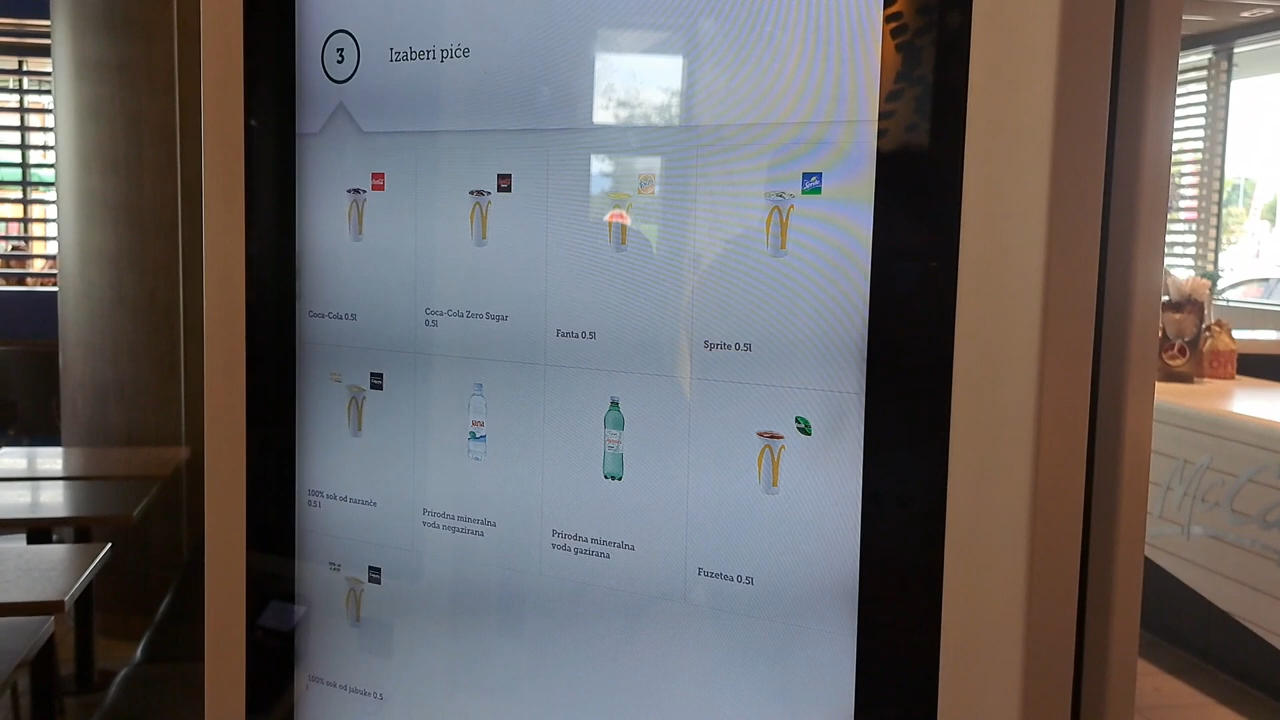 3
Izaberi piće
Coca-Cola 0.5l
Coca-Cola Zero Sugar
0.5l
Fanta 0.5l
Sprite
Sprite 0.5l
100% sok od naranče
0.5 l
jana
Prirodna mineralna
voda negazirana
Prirodna mineralna
voda gazirana
Fuzetea 0.5l
100% sok od jabuke 0.5
l